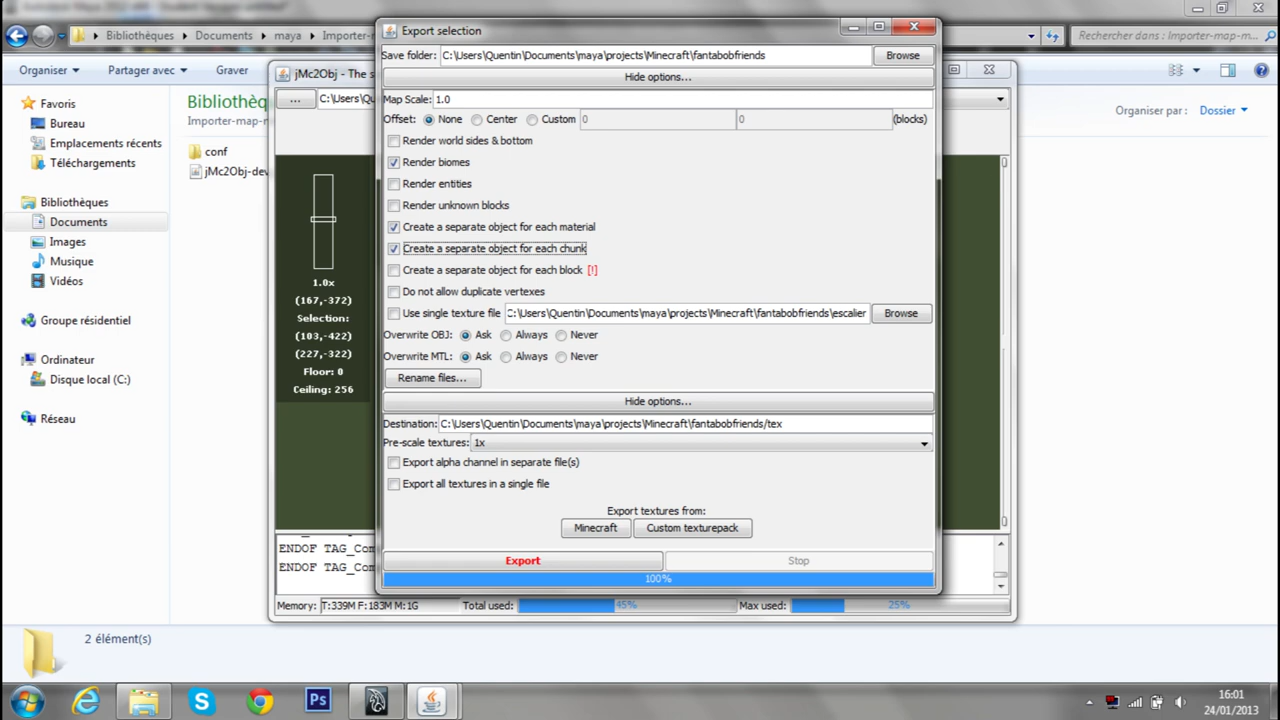 Export selection
Bibliothèques Documents maya Importer-
Rechercher dans : Importer-map-m...
Save folder: C:\Users\Quentin\Documents\maya\projects\Minecraft\fantabobfriends Browse
Organiser Partager avec Graver
jMc2Obj - The s
Hide options...
... C:\Users\Qu
Map Scale: 1.0
Favoris
Bureau
Emplacements récents
Téléchargements
Bibliothèq
Importer-map-m
Organiser par : Dossier
Offset: None Center Custom 0 0 (blocks)
Render world sides & bottom
conf
Render biomes
jMc2Obj-dev
Render entities
Bibliothèques
Documents
Images
Musique
Vidéos
Render unknown blocks
Create a separate object for each material
Create a separate object for each chunk
Create a separate object for each block [!]
1.0x
(167,-372)
Selection:
(103,-422)
(227,-322)
Floor: 0
Ceiling: 256
Do not allow duplicate vertexes
Use single texture file C:\Users\Quentin\Documents\maya\projects\Minecraft\fantabobfriends\escalier Browse
Groupe résidentiel
Overwrite OBJ: Ask Always Never
Overwrite MTL: Ask Always Never
Ordinateur
Disque local (C:)
Rename files...
Hide options...
Réseau
Destination: C:\Users\Quentin\Documents\maya\projects\Minecraft\fantabobfriends/tex
Pre-scale textures: 1x
Export alpha channel in separate file(s)
Export all textures in a single file
Export textures from:
Minecraft Custom texturepack
ENDOF TAG_Com
ENDOF TAG_Com
Export Stop
100%
Memory: T:339M F:183M M:1G Total used: 45% Max used: 25%
2 élément(s)
Ps
16:01
24/01/2013